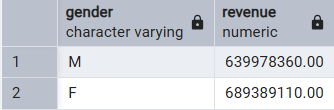 gender revenue
character varying numeric
1 M 639978360.00
2 F 689389110.00